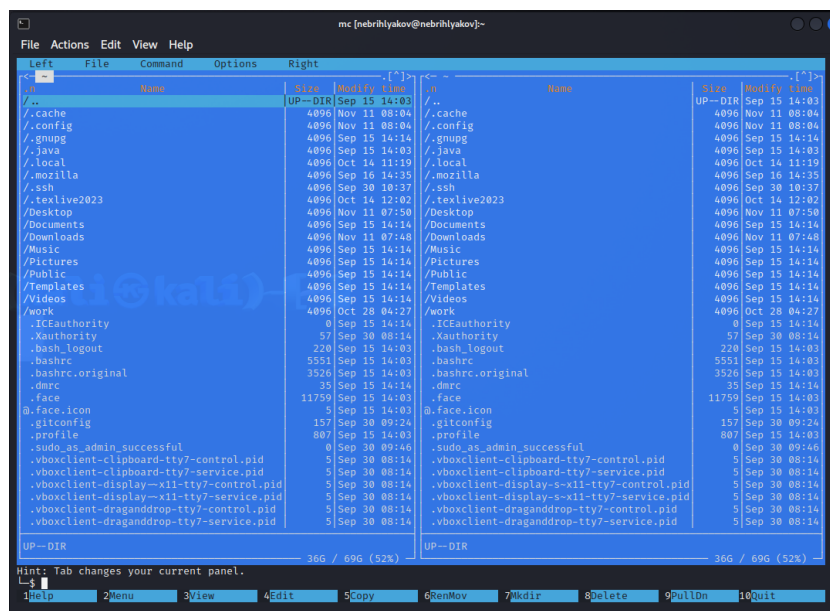 mc [nebrihlyakov@nebrihlyakov]:~
File Actions Edit View Help
Left File Command Options Right
<- ~ .[^]> <- ~ .[^]>
.n Name Size Modify time .n Name Size Modify time
/.. UP--DIR Sep 15 14:03 /.. UP--DIR Sep 15 14:03
/.cache 4096 Nov 11 08:04 /.cache 4096 Nov 11 08:04
/.config 4096 Nov 11 08:04 /.config 4096 Nov 11 08:04
/.gnupg 4096 Sep 15 14:14 /.gnupg 4096 Sep 15 14:14
/.java 4096 Sep 15 14:03 /.java 4096 Sep 15 14:03
/.local 4096 Oct 14 11:19 /.local 4096 Oct 14 11:19
/.mozilla 4096 Sep 16 14:35 /.mozilla 4096 Sep 16 14:35
/.ssh 4096 Sep 30 10:37 /.ssh 4096 Sep 30 10:37
/.texlive2023 4096 Oct 14 12:02 /.texlive2023 4096 Oct 14 12:02
/Desktop 4096 Nov 11 07:50 /Desktop 4096 Nov 11 07:50
/Documents 4096 Sep 15 14:14 /Documents 4096 Sep 15 14:14
/Downloads 4096 Nov 11 07:48 /Downloads 4096 Nov 11 07:48
/Music 4096 Sep 15 14:14 /Music 4096 Sep 15 14:14
/Pictures 4096 Sep 15 14:14 /Pictures 4096 Sep 15 14:14
/Public 4096 Sep 15 14:14 /Public 4096 Sep 15 14:14
/Templates 4096 Sep 15 14:14 /Templates 4096 Sep 15 14:14
/Videos 4096 Sep 15 14:14 /Videos 4096 Sep 15 14:14
/work 4096 Oct 28 04:27 /work 4096 Oct 28 04:27
.ICEauthority 0 Sep 15 14:14 .ICEauthority 0 Sep 15 14:14
.Xauthority 57 Sep 30 08:14 .Xauthority 57 Sep 30 08:14
.bash_logout 220 Sep 15 14:03 .bash_logout 220 Sep 15 14:03
.bashrc 5551 Sep 15 14:03 .bashrc 5551 Sep 15 14:03
.bashrc.original 3526 Sep 15 14:03 .bashrc.original 3526 Sep 15 14:03
.dmrc 35 Sep 15 14:14 .dmrc 35 Sep 15 14:14
.face 11759 Sep 15 14:03 .face 11759 Sep 15 14:03
@.face.icon 5 Sep 15 14:03 @.face.icon 5 Sep 15 14:03
.gitconfig 157 Sep 30 09:24 .gitconfig 157 Sep 30 09:24
.profile 807 Sep 15 14:03 .profile 807 Sep 15 14:03
.sudo_as_admin_successful 0 Sep 30 09:46 .sudo_as_admin_successful 0 Sep 30 09:46
.vboxclient-clipboard-tty7-control.pid 5 Sep 30 08:14 .vboxclient-clipboard-tty7-control.pid 5 Sep 30 08:14
.vboxclient-clipboard-tty7-service.pid 5 Sep 30 08:14 .vboxclient-clipboard-tty7-service.pid 5 Sep 30 08:14
.vboxclient-display--x11-tty7-control.pid 5 Sep 30 08:14 .vboxclient-display-s-x11-tty7-control.pid 5 Sep 30 08:14
.vboxclient-display--x11-tty7-service.pid 5 Sep 30 08:14 .vboxclient-display-s-x11-tty7-service.pid 5 Sep 30 08:14
.vboxclient-draganddrop-tty7-control.pid 5 Sep 30 08:14 .vboxclient-draganddrop-tty7-control.pid 5 Sep 30 08:14
.vboxclient-draganddrop-tty7-service.pid 5 Sep 30 08:14 .vboxclient-draganddrop-tty7-service.pid 5 Sep 30 08:14
UP--DIR UP--DIR
36G / 69G (52%) 36G / 69G (52%)
Hint: Tab changes your current panel.
└─$
1Help 2Menu 3View 4Edit 5Copy 6RenMov 7Mkdir 8Delete 9PullDn 10Quit